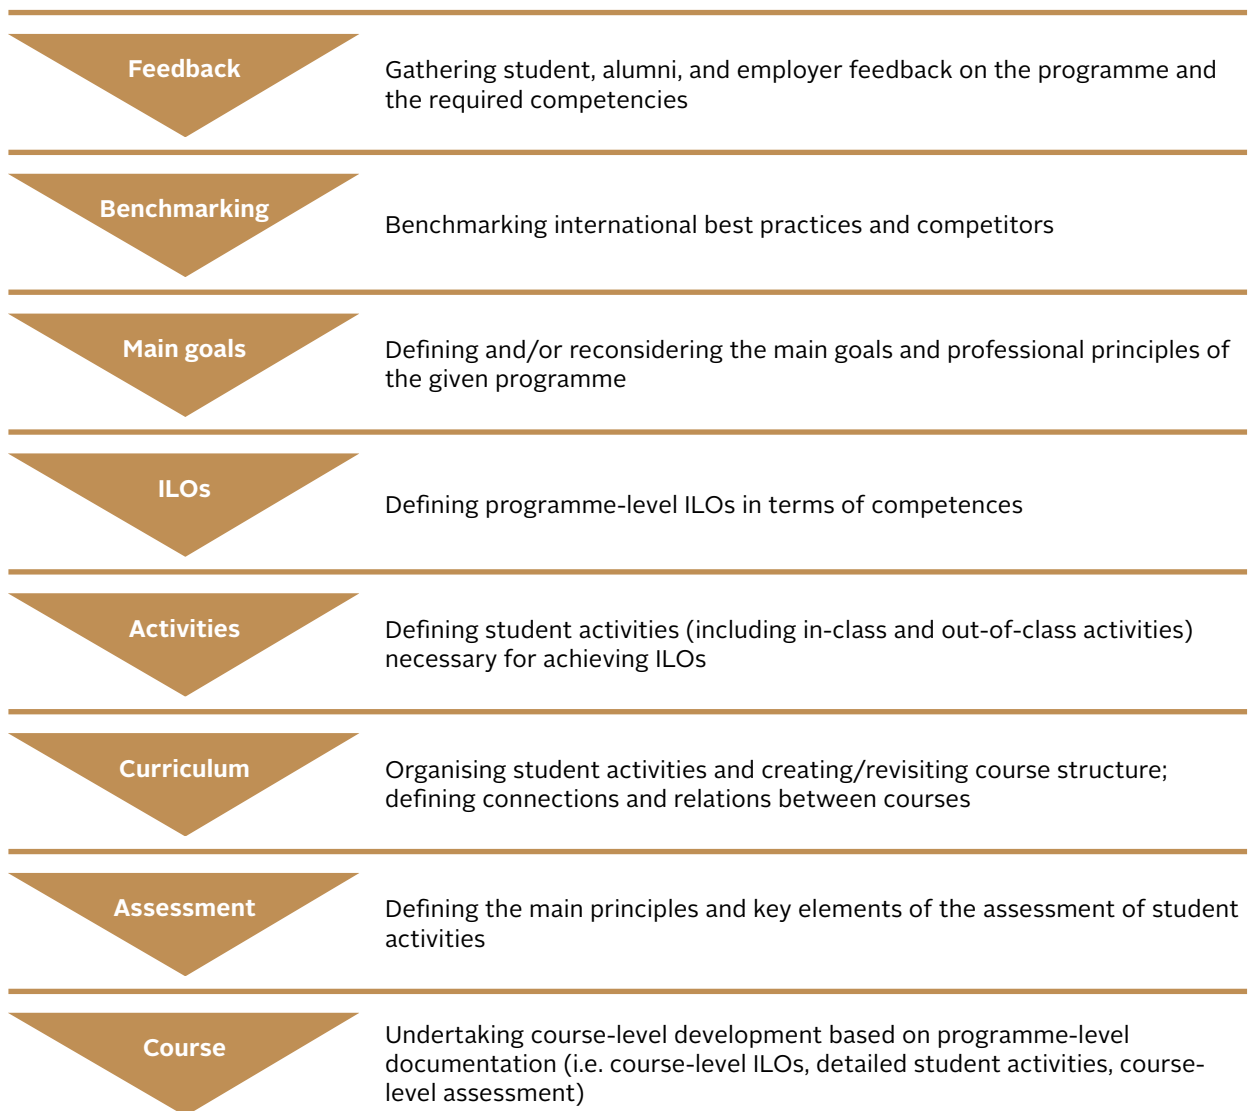 Feedback
Gathering student, alumni, and employer feedback on the programme and
the required competencies
Benchmarking
Benchmarking international best practices and competitors
Main goals
Defining and/or reconsidering the main goals and professional principles of
the given programme
ILOs
Defining programme-level ILOs in terms of competences
Activities
Defining student activities (including in-class and out-of-class activities)
necessary for achieving ILOs
Curriculum
Organising student activities and creating/revisiting course structure;
defining connections and relations between courses
Assessment
Defining the main principles and key elements of the assessment of student
activities
Course
Undertaking course-level development based on programme-level
documentation (i.e. course-level ILOs, detailed student activities, course-
level assessment)